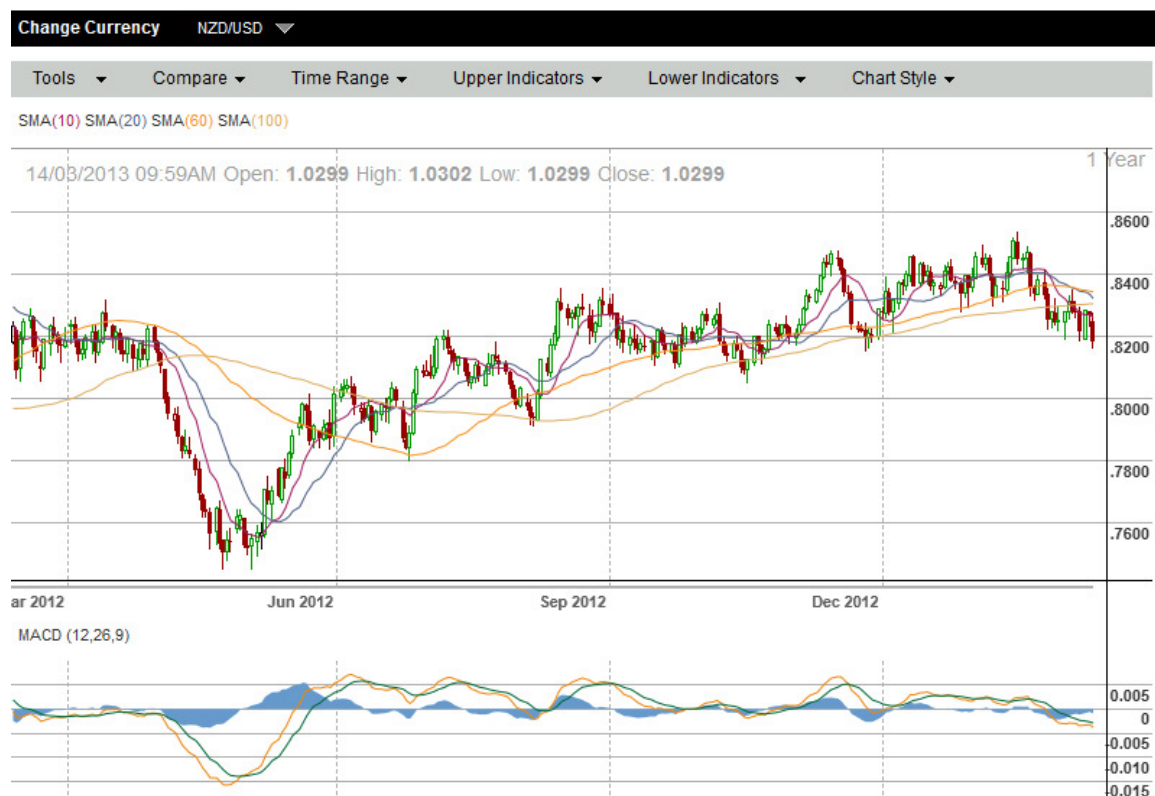 Change Currency NZD/USD
Tools Compare Time Range Upper Indicators Lower Indicators Chart Style
SMA(10) SMA(20) SMA(60) SMA(100)
1 Year
14/03/2013 09:59AM Open: 1.0299 High: 1.0302 Low: 1.0299 Close: 1.0299
.8600
.8400
.8200
.8000
.7800
.7600
ar 2012 Jun 2012 Sep 2012 Dec 2012
MACD (12,26,9)
0.005
0
-0.005
-0.010
-0.015